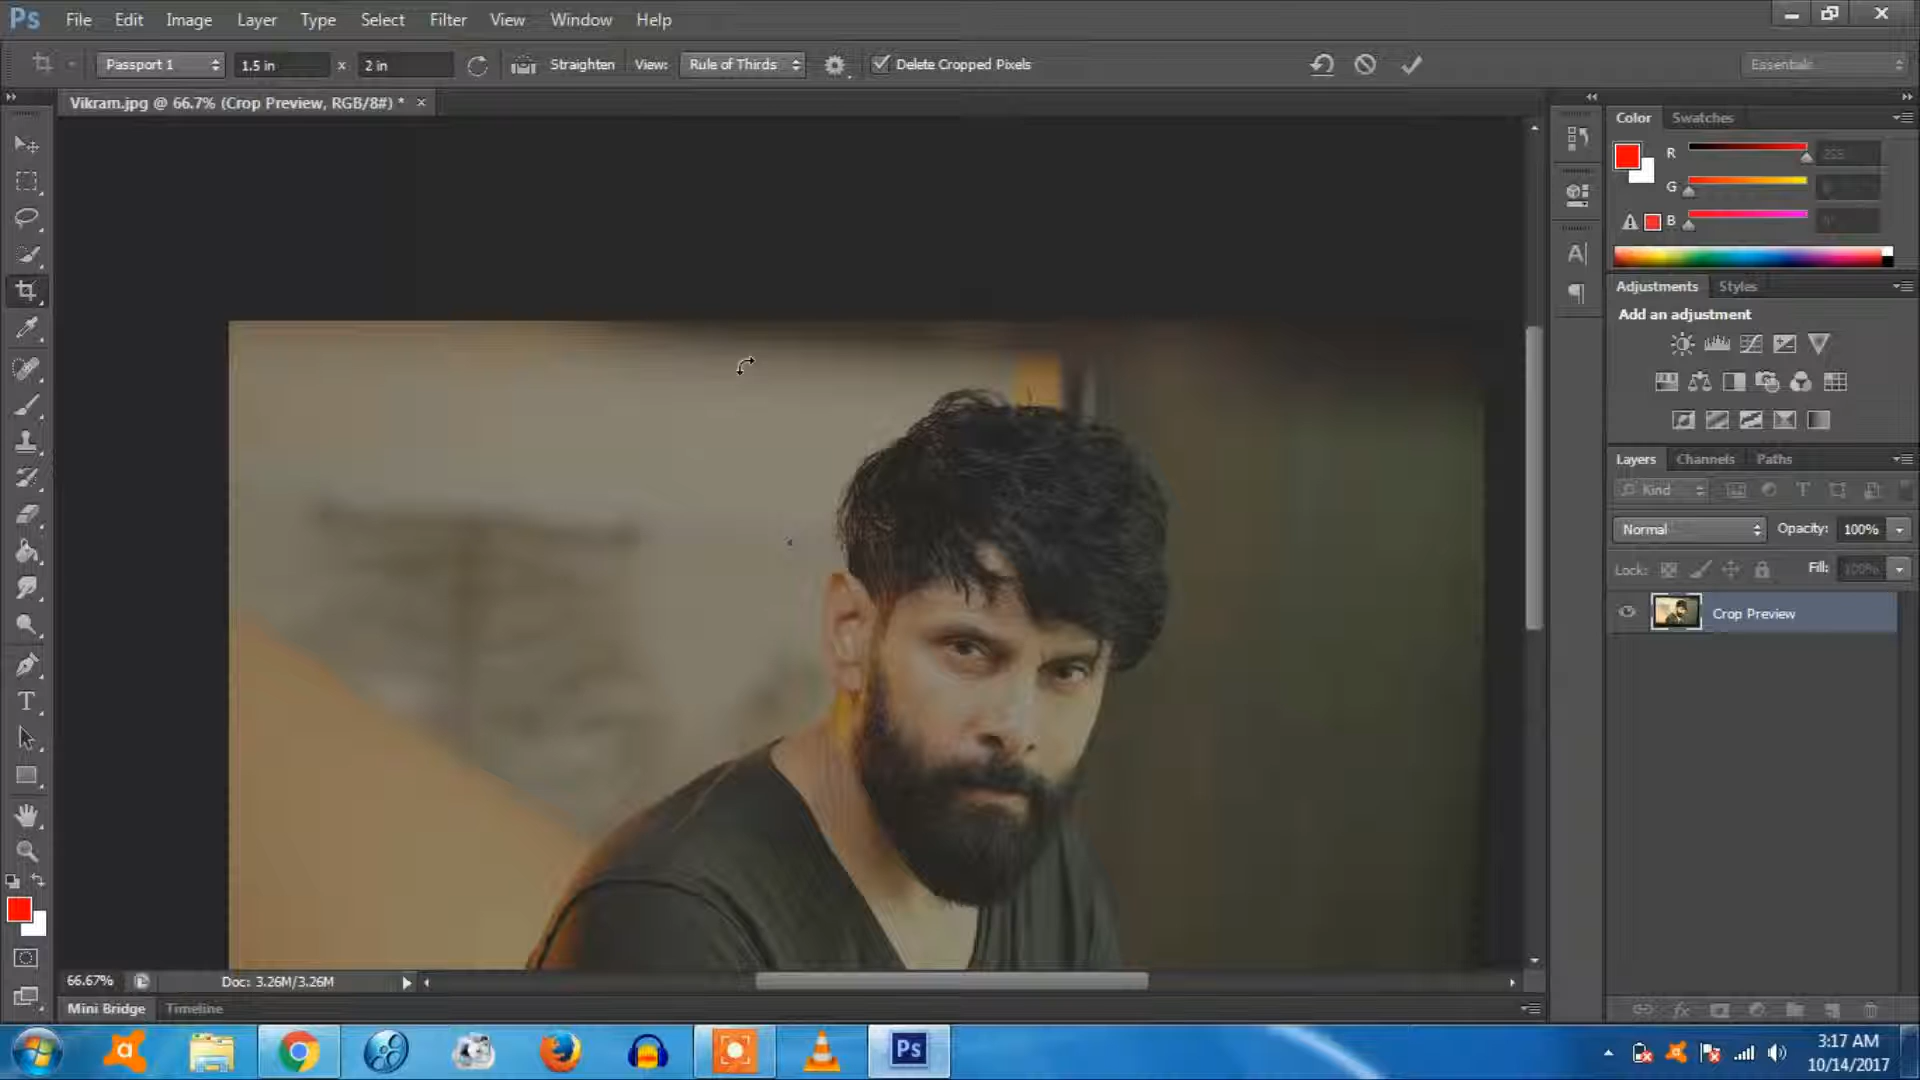 Ps File Edit Image Layer Type Select Filter View Window Help
Passport 1 1.5 in x 2 in Straighten View: Rule of Thirds Delete Cropped Pixels Essentials
Vikram.jpg @ 66.7% (Crop Preview, RGB/8#) * ×
Color Swatches
R 255
G
B
Adjustments Styles
Add an adjustment
Layers Channels Paths
Kind
Normal Opacity: 100%
Lock: Fill: 100%
Crop Preview
66.67% Doc: 3.26M/3.26M
Mini Bridge Timeline
Ps
3:17 AM
10/14/2017